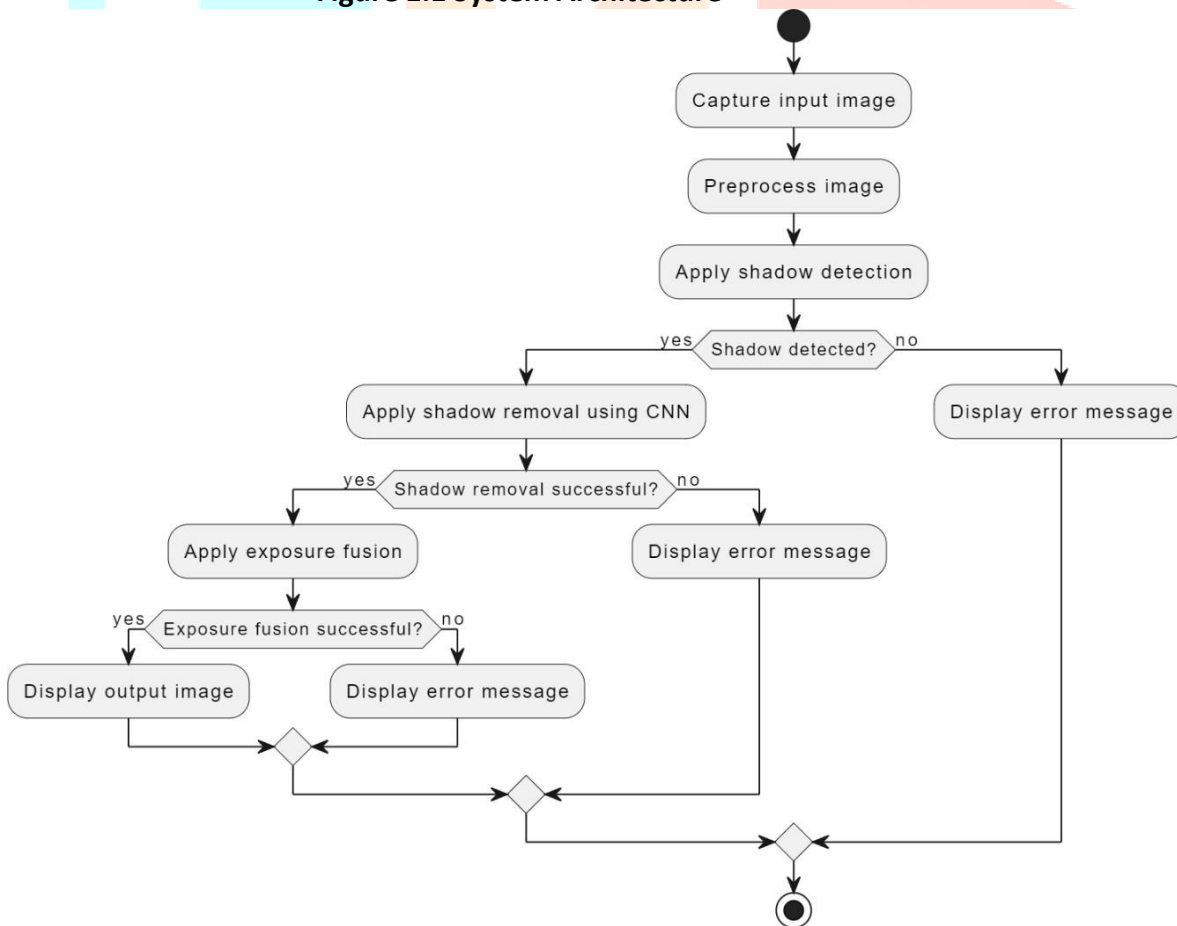 System Architecture
Capture input image
Preprocess image
Apply shadow detection
yes
Shadow detected?
no
Apply shadow removal using CNN
Display error message
yes
Shadow removal successful?
no
Apply exposure fusion
Display error message
yes
Exposure fusion successful?
no
Display output image
Display error message